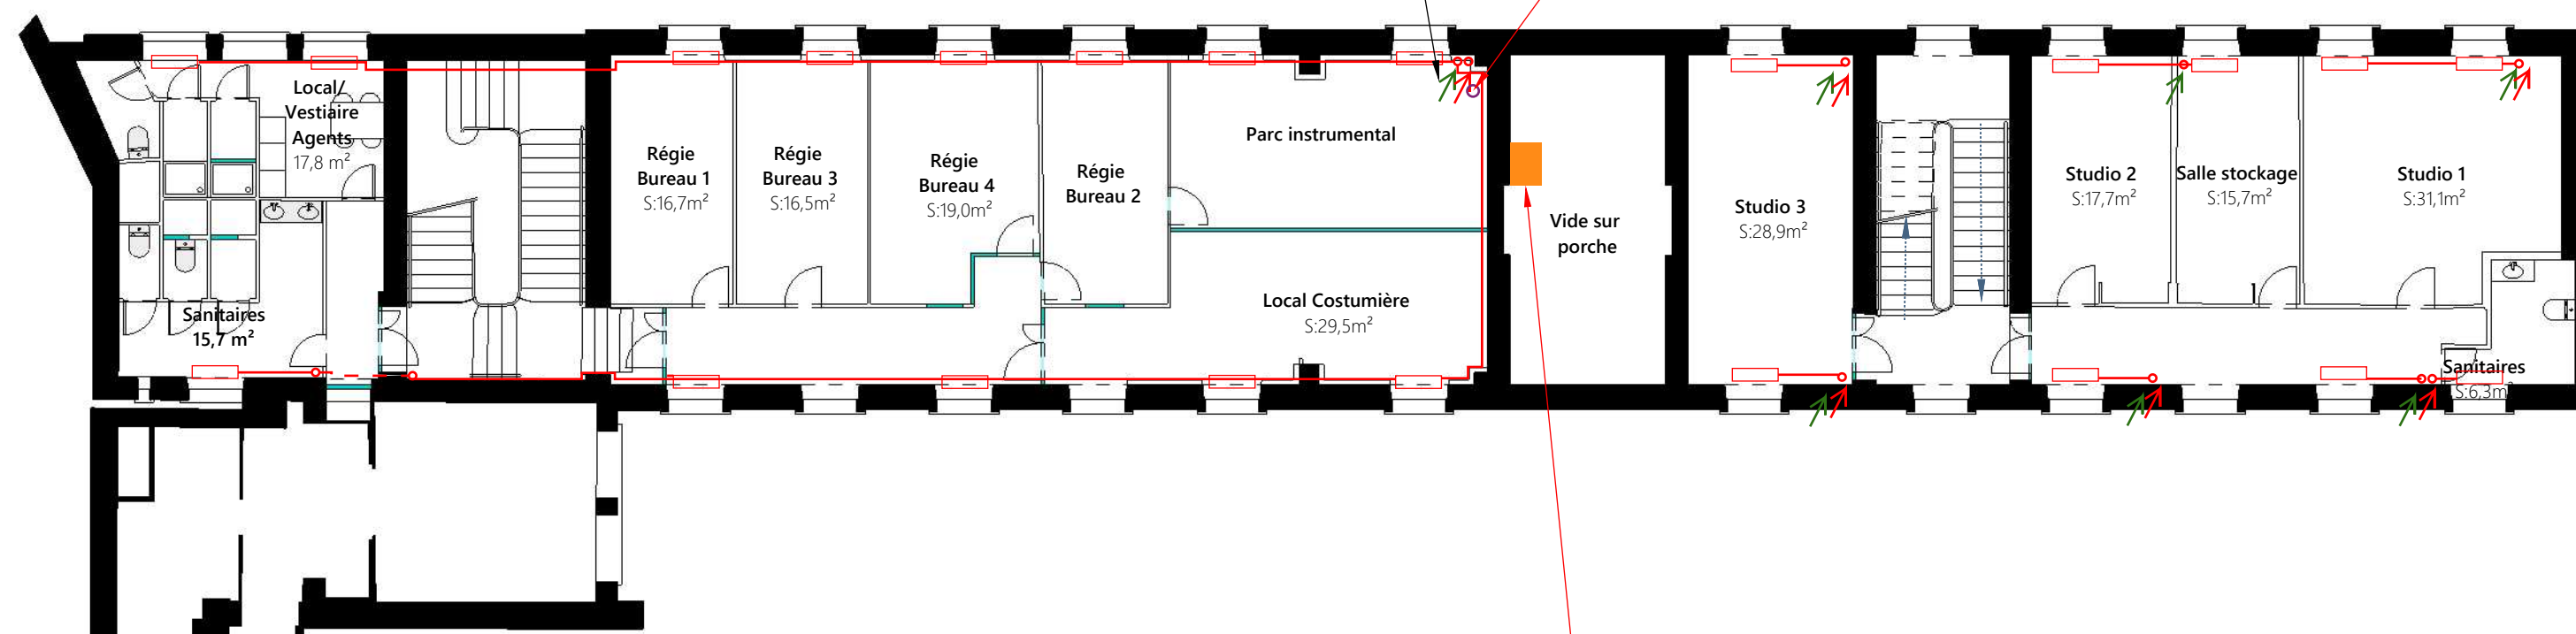 Local/
Vestiaire
Agents
17,8 m²
Sanitaires
15,7 m²
Régie
Bureau 1
S:16,7m²
Régie
Bureau 3
S:16,5m²
Régie
Bureau 4
S:19,0m²
Régie
Bureau 2
Parc instrumental
Local Costumière
S:29,5m²
Vide sur
porche
Studio 3
S:28,9m²
Studio 2
S:17,7m²
Salle stockage
S:15,7m²
Studio 1
S:31,1m²
Sanitaires
S:6,3m²